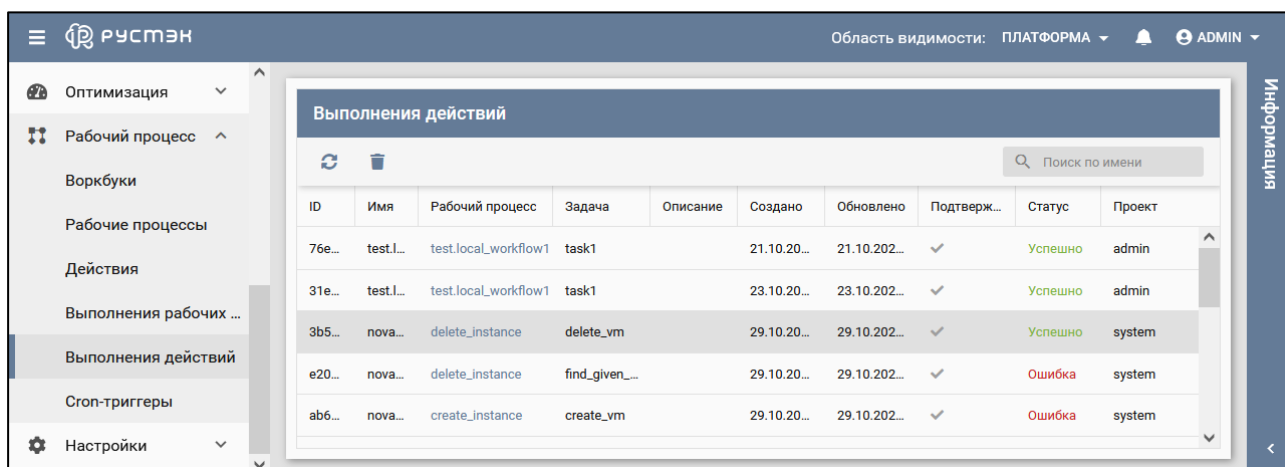 РУСТЭК
Область видимости: ПЛАТФОРМА
ADMIN
Оптимизация
Рабочий процесс
Воркбуки
Рабочие процессы
Действия
Выполнения рабочих ...
Выполнения действий
Cron-триггеры
Настройки
Выполнения действий
Поиск по имени
ID Имя Рабочий процесс Задача Описание Создано Обновлено Подтверж... Статус Проект
76e... test.l... test.local_workflow1 task1 21.10.20... 21.10.202... Успешно admin
31e... test.l... test.local_workflow1 task1 23.10.20... 23.10.202... Успешно admin
3b5... nova... delete_instance delete_vm 29.10.20... 29.10.202... Успешно system
e20... nova... delete_instance find_given_... 29.10.20... 29.10.202... Ошибка system
ab6... nova... create_instance create_vm 29.10.20... 29.10.202... Ошибка system
Информация